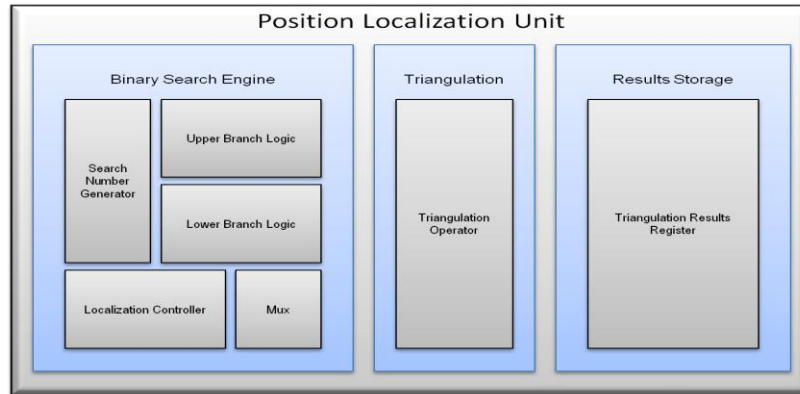 Position Localization Unit
Binary Search Engine
Search
Number
Generator
Upper Branch Logic
Lower Branch Logic
Localization Controller
Mux
Triangulation
Triangulation
Operator
Results Storage
Triangulation Results
Register